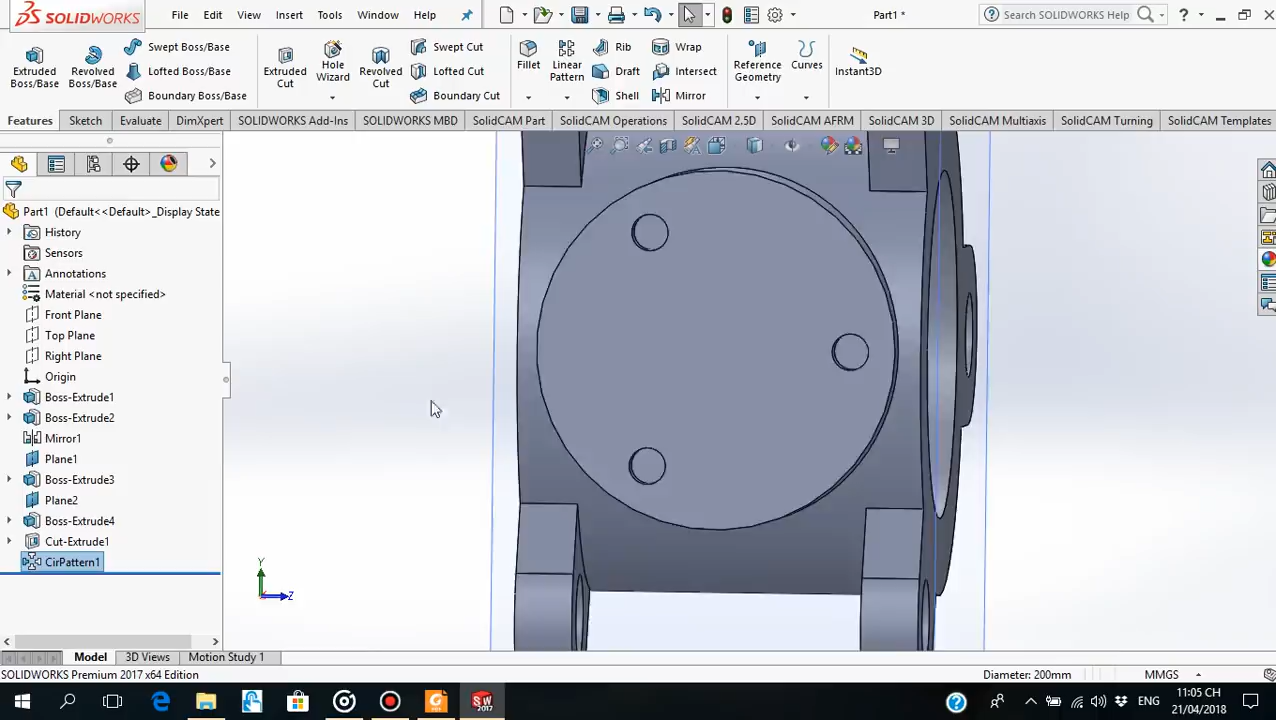 SOLIDWORKS File Edit View Insert Tools Window Help Part1 * Search SOLIDWORKS Help ?
Extruded Boss/Base
Revolved Boss/Base
Swept Boss/Base
Lofted Boss/Base
Boundary Boss/Base
Extruded Cut
Hole Wizard
Revolved Cut
Swept Cut
Lofted Cut
Boundary Cut
Fillet
Linear Pattern
Rib
Draft
Shell
Wrap
Intersect
Mirror
Reference Geometry
Curves
Instant3D
Features Sketch Evaluate DimXpert SOLIDWORKS Add-Ins SOLIDWORKS MBD SolidCAM Part SolidCAM Operations SolidCAM 2.5D SolidCAM AFRM SolidCAM 3D SolidCAM Multiaxis SolidCAM Turning SolidCAM Templates
Part1 (Default<<Default>_Display State
History
Sensors
Annotations
Material <not specified>
Front Plane
Top Plane
Right Plane
Origin
Boss-Extrude1
Boss-Extrude2
Mirror1
Plane1
Boss-Extrude3
Plane2
Boss-Extrude4
Cut-Extrude1
CirPattern1
Y
Z
Model 3D Views Motion Study 1
SOLIDWORKS Premium 2017 x64 Edition Diameter: 200mm MMGS
SW 2017 ? ENG 11:05 CH
21/04/2018